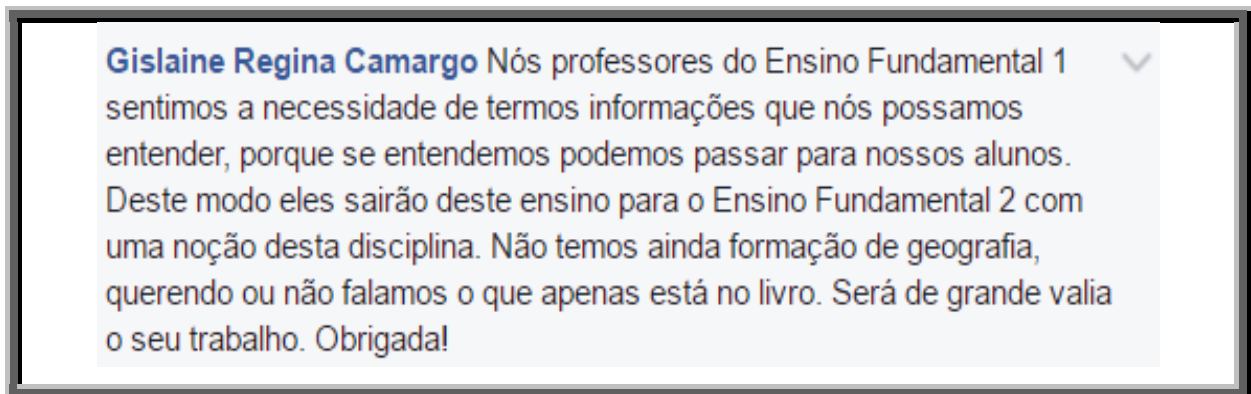 Gislaine Regina Camargo Nós professores do Ensino Fundamental 1
sentimos a necessidade de termos informações que nós possamos
entender, porque se entendemos podemos passar para nossos alunos.
Deste modo eles sairão deste ensino para o Ensino Fundamental 2 com
uma noção desta disciplina. Não temos ainda formação de geografia,
querendo ou não falamos o que apenas está no livro. Será de grande valia
o seu trabalho. Obrigada!